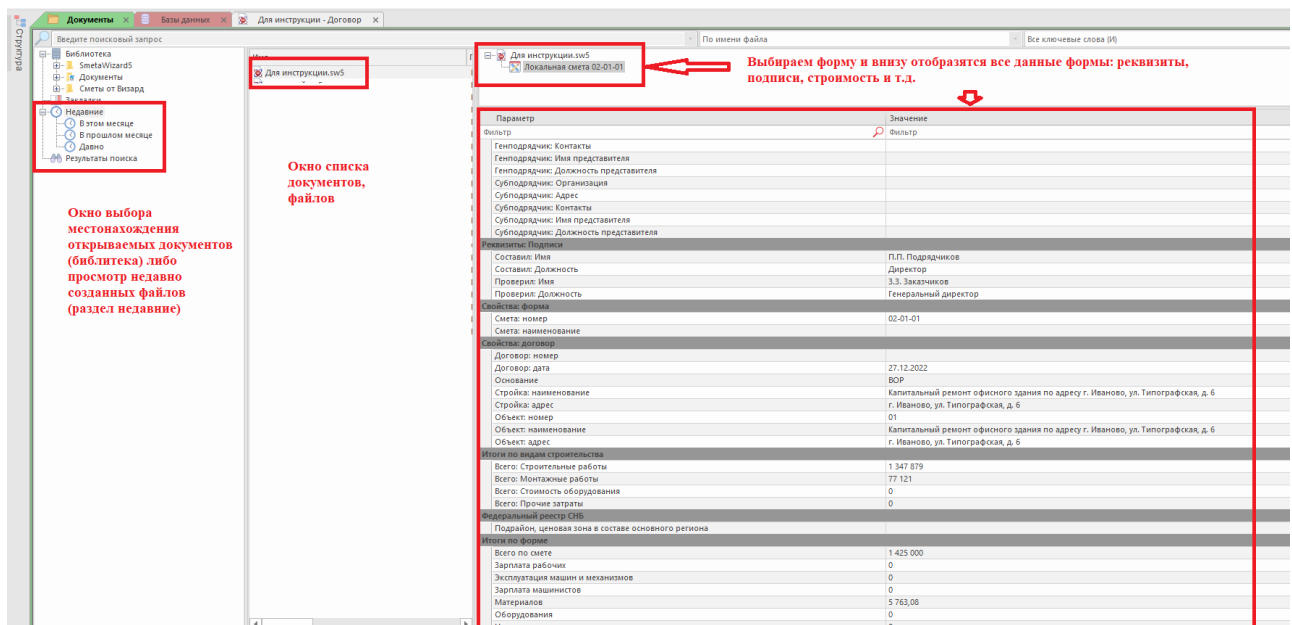 Документы
Базы данных
Для инструкции - Договор
Структура
Введите поисковый запрос
По имени файла
Все ключевые слова (И)
Библиотека
SmetaWizard5
Документы
Сметы от Визард
Закладки
Недавние
В этом месяце
В прошлом месяце
Давно
Результаты поиска
Окно выбора
местонахождения
открываемых документов
(библитека) либо
просмотр недавно
созданных файлов
(раздел недавние)
Для инструкции.sw5
Окно списка
документов,
файлов
Для инструкции.sw5
Локальная смета 02-01-01
Выбираем форму и внизу отобразятся все данные формы: реквизиты,
подписи, строимость и т.д.
Параметр Значение
Фильтр Фильтр
Генподрядчик: Контакты
Генподрядчик: Имя представителя
Генподрядчик: Должность представителя
Субподрядчик: Организация
Субподрядчик: Адрес
Субподрядчик: Контакты
Субподрядчик: Имя представителя
Субподрядчик: Должность представителя
Реквизиты: Подписи
Составил: Имя П.П. Подрядчиков
Составил: Должность Директор
Проверил: Имя З.З. Заказчиков
Проверил: Должность Генеральный директор
Свойства: форма
Смета: номер 02-01-01
Смета: наименование
Свойства: договор
Договор: номер
Договор: дата 27.12.2022
Основание ВОР
Стройка: наименование Капитальный ремонт офисного здания по адресу г. Иваново, ул. Типографская, д. 6
Стройка: адрес г. Иваново, ул. Типографская, д. 6
Объект: номер 01
Объект: наименование Капитальный ремонт офисного здания по адресу г. Иваново, ул. Типографская, д. 6
Объект: адрес г. Иваново, ул. Типографская, д. 6
Итоги по видам строительства
Всего: Строительные работы 1 347 879
Всего: Монтажные работы 77 121
Всего: Стоимость оборудования 0
Всего: Прочие затраты 0
Федеральный реестр СНБ
Подрайон, ценовая зона в составе основного региона
Итоги по форме
Всего по смете 1 425 000
Зарплата рабочих 0
Эксплуатация машин и механизмов 0
Зарплата машинистов 0
Материалов 5 763,08
Оборудования 0